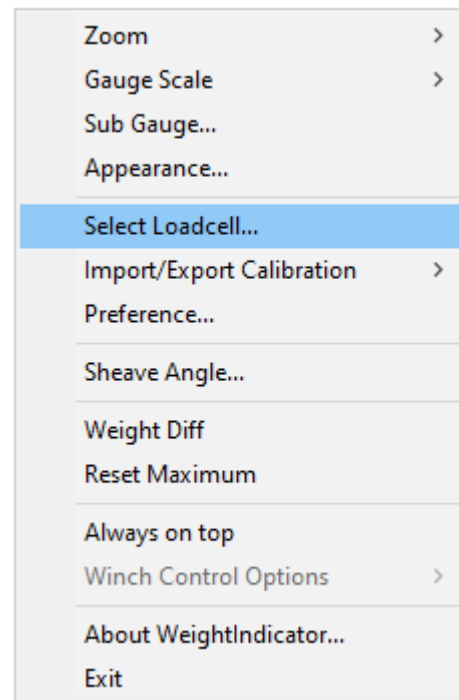 Zoom
Gauge Scale
Sub Gauge...
Appearance...
Select Loadcell...
Import/Export Calibration
Preference...
Sheave Angle...
Weight Diff
Reset Maximum
Always on top
Winch Control Options
About WeightIndicator...
Exit